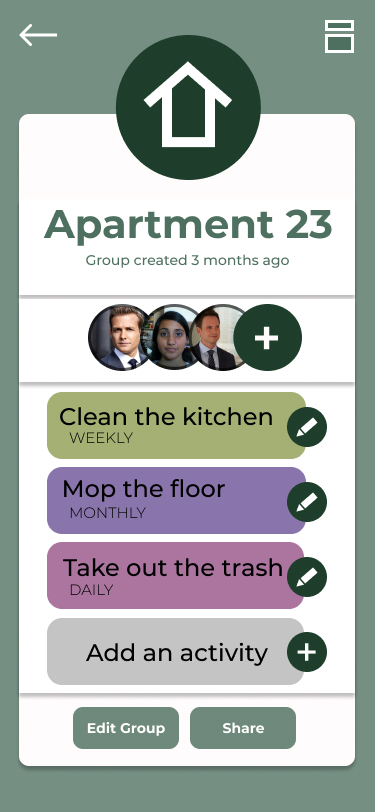 Apartment 23
Group created 3 months ago
Clean the kitchen
WEEKLY
Mop the floor
MONTHLY
Take out the trash
DAILY
Add an activity
Edit Group
Share